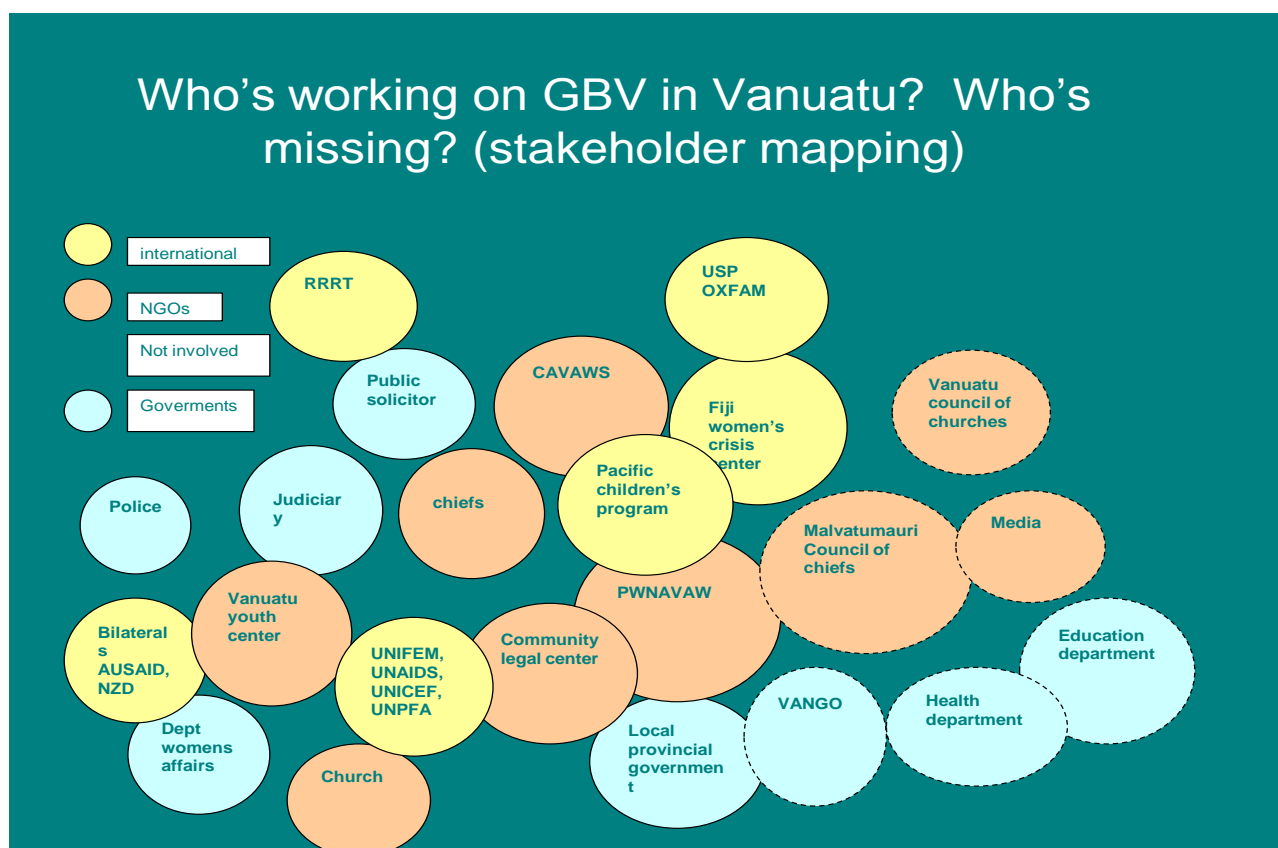 Who's working on GBV in Vanuatu?  Who's
missing? (stakeholder mapping)
international
NGOs
Not involved
Goverments
RRRT
USP
OXFAM
Public
solicitor
CAVAWS
Fiji
women's
crisis
center
Vanuatu
council of
churches
Police
Judiciar
y
chiefs
Pacific
children's
program
Malvatumauri
Council of
chiefs
Media
Bilateral
s
AUSAID,
NZD
Vanuatu
youth
center
UNIFEM,
UNAIDS,
UNICEF,
UNPFA
Community
legal center
PWNAVAW
Education
department
Dept
womens
affairs
Church
Local
provincial
governmen
t
VANGO
Health
department